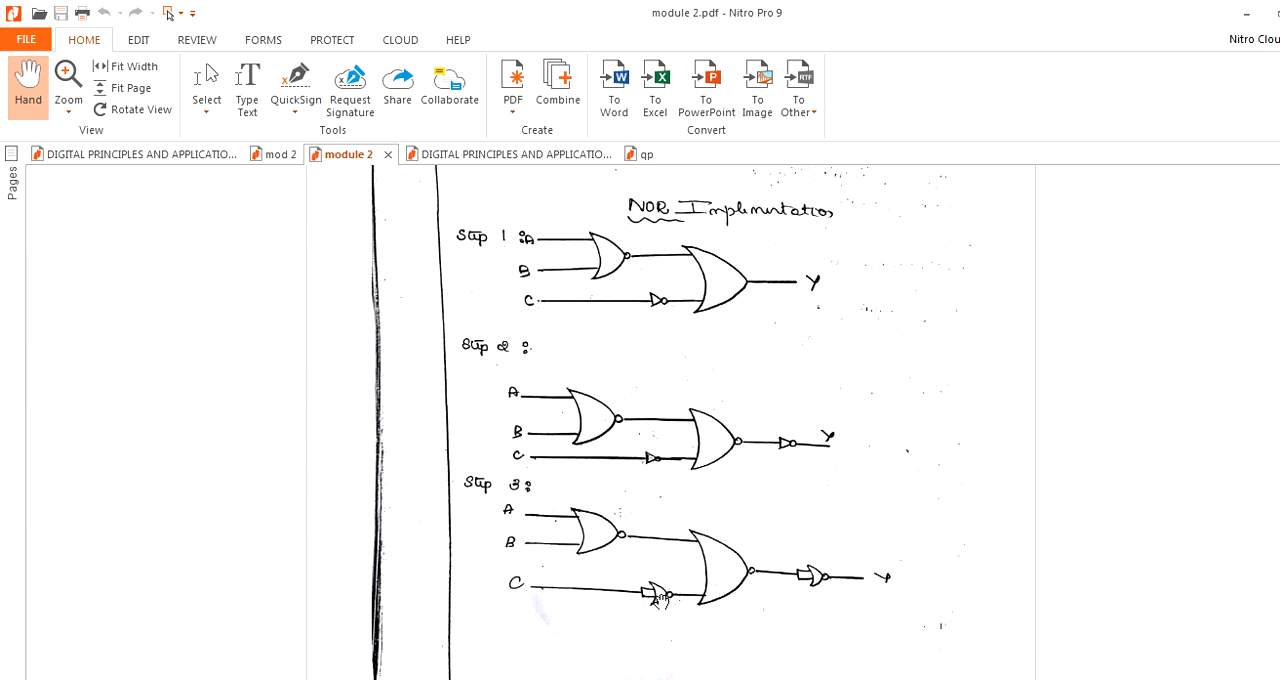 module 2.pdf - Nitro Pro 9
FILE HOME EDIT REVIEW FORMS PROTECT CLOUD HELP Nitro Clou
Hand
Zoom
Fit Width
Fit Page
Rotate View
View
Select
Type Text
QuickSign
Request Signature
Share
Collaborate
Tools
PDF
Combine
Create
To Word
To Excel
To PowerPoint
To Image
To Other
Convert
DIGITAL PRINCIPLES AND APPLICATIO... mod 2 module 2 DIGITAL PRINCIPLES AND APPLICATIO... qp
Pages
NOR Implementation
Step 1 : A
B
C
Y
Step 2 :
A
B
C
Y
Step 3 :
A
B
C
Y